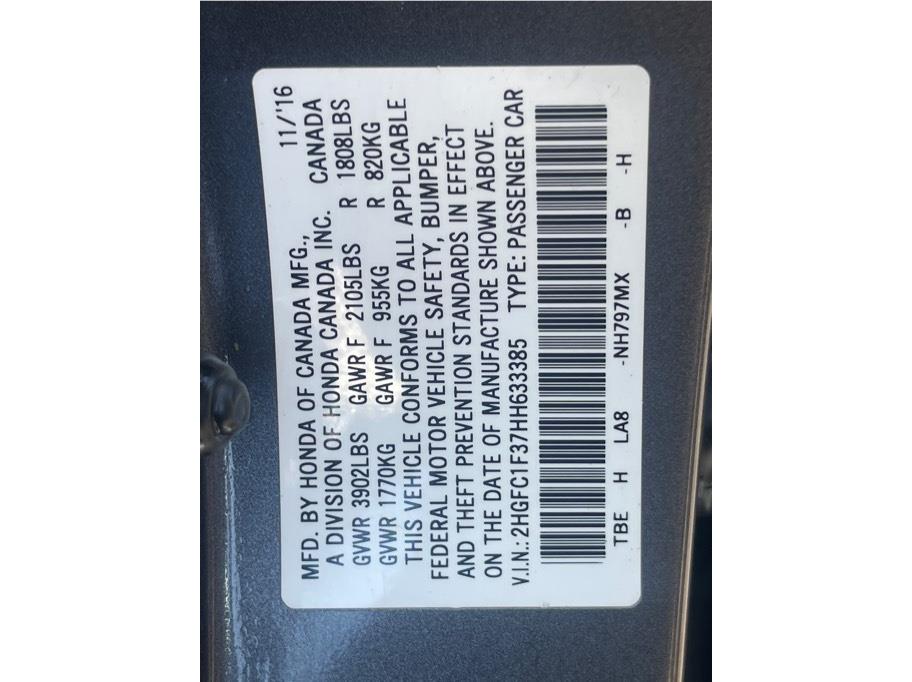 MFD. BY HONDA OF CANADA MFG., 11/'16
A DIVISION OF HONDA CANADA INC. CANADA
GVWR 3902LBS GAWR F 2105LBS R 1808LBS
GVWR 1770KG GAWR F 955KG R 820KG
THIS VEHICLE CONFORMS TO ALL APPLICABLE
FEDERAL MOTOR VEHICLE SAFETY, BUMPER,
AND THEFT PREVENTION STANDARDS IN EFFECT
ON THE DATE OF MANUFACTURE SHOWN ABOVE.
V.I.N.: 2HGFC1F37HH633385 TYPE: PASSENGER CAR
TBE H LA8 -NH797MX -B -H